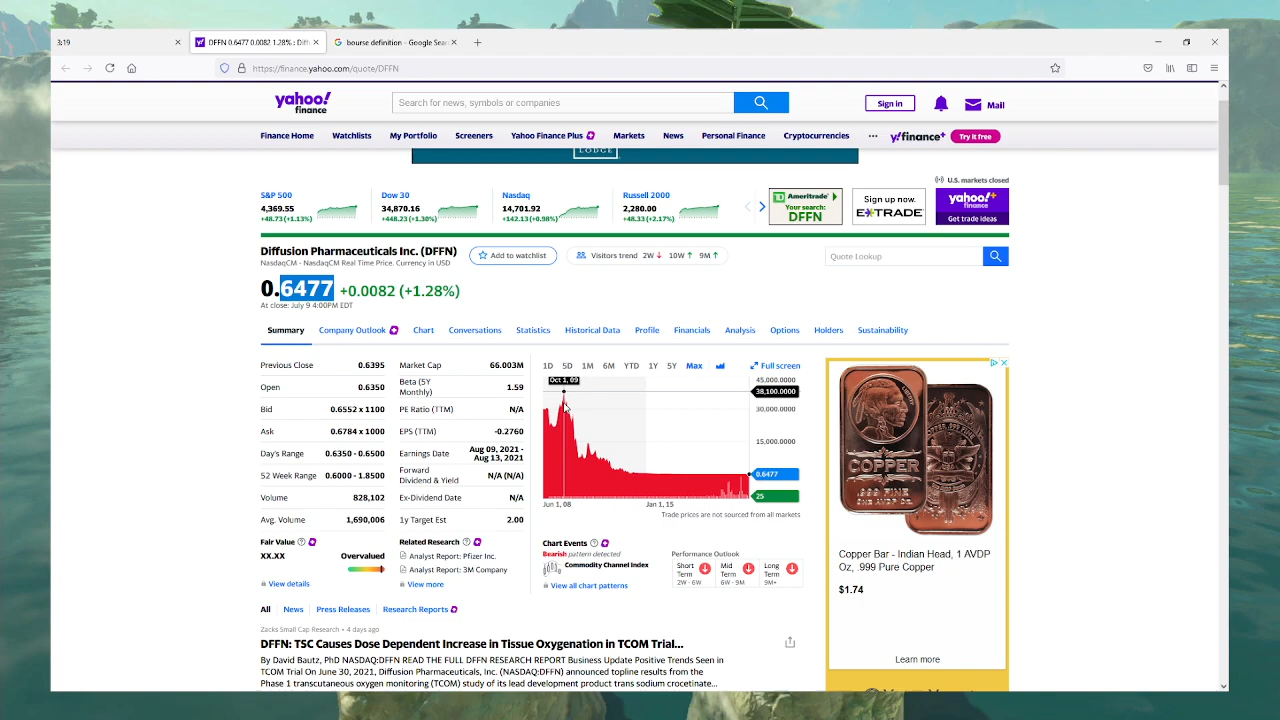 3:19
DFFN 0.6477 0.0082 1.28% : Diffu
bourse definition - Google Sear
https://finance.yahoo.com/quote/DFFN
yahoo!
finance
Search for news, symbols or companies
Sign in
Mail
Finance Home Watchlists My Portfolio Screeners Yahoo Finance Plus Markets News Personal Finance Cryptocurrencies ... y!finance+ Try it free
LODGE
U.S. markets closed
S&P 500 Dow 30 Nasdaq Russell 2000
4,369.55 34,870.16 14,701.92 2,280.00
+48.73 (+1.13%) +448.23 (+1.30%) +142.13 (+0.98%) +48.33 (+2.17%)
TD Ameritrade
Your search:
DFFN
Sign up now.
E*TRADE
yahoo!+
finance
Get trade ideas
Diffusion Pharmaceuticals Inc. (DFFN)
NasdaqCM - NasdaqCM Real Time Price. Currency in USD
Add to watchlist
Visitors trend 2W ↓ 10W ↑ 9M ↑
Quote Lookup
0.6477 +0.0082 (+1.28%)
At close: July 9 4:00PM EDT
Summary Company Outlook Chart Conversations Statistics Historical Data Profile Financials Analysis Options Holders Sustainability
Previous Close 0.6395
Open 0.6350
Bid 0.6552 x 1100
Ask 0.6784 x 1000
Day's Range 0.6350 - 0.6500
52 Week Range 0.6000 - 1.8500
Volume 828,102
Avg. Volume 1,690,006
Market Cap 66.003M
Beta (5Y
Monthly) 1.59
PE Ratio (TTM) N/A
EPS (TTM) -0.2760
Earnings Date Aug 09, 2021 -
Aug 13, 2021
Forward
Dividend & Yield N/A (N/A)
Ex-Dividend Date N/A
1y Target Est 2.00
1D 5D 1M 6M YTD 1Y 5Y Max Full screen
Oct 1, 09
45,000.0000
38,100.0000
30,000.0000
15,000.0000
0.6477
25
Jun 1, 08 Jan 1, 15
Trade prices are not sourced from all markets
Fair Value
XX.XX Overvalued
View details
Related Research
Analyst Report: Pfizer Inc.
Analyst Report: 3M Company
View more
Chart Events
Bearish pattern detected
Commodity Channel Index
View all chart patterns
Performance Outlook
Short
Term
2W - 6W
Mid
Term
6W - 9M
Long
Term
9M+
COPPER
.999 FINE
ONE AVDP OZ.
Copper Bar - Indian Head, 1 AVDP
Oz, .999 Pure Copper
$1.74
Learn more
All News Press Releases Research Reports
Zacks Small Cap Research • 4 days ago
DFFN: TSC Causes Dose Dependent Increase in Tissue Oxygenation in TCOM Trial…
By David Bautz, PhD NASDAQ:DFFN READ THE FULL DFFN RESEARCH REPORT Business Update Positive Trends Seen in
TCOM Trial On June 30, 2021, Diffusion Pharmaceuticals, Inc. (NASDAQ:DFFN) announced topline results from the
Phase 1 transcutaneous oxygen monitoring (TCOM) study of its lead development product trans sodium crocetinate…